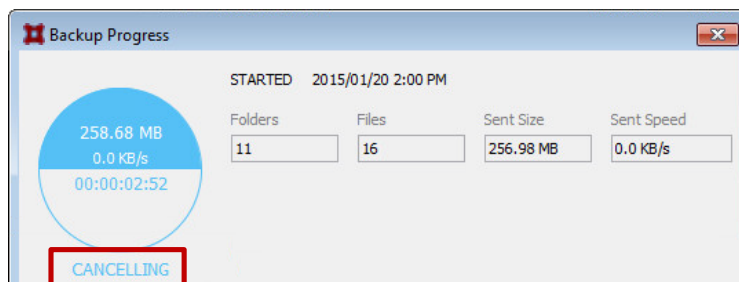 Backup Progress
STARTED 2015/01/20 2:00 PM
Folders Files Sent Size Sent Speed
11 16 256.98 MB 0.0 KB/s
258.68 MB
0.0 KB/s
00:00:02:52
CANCELLING